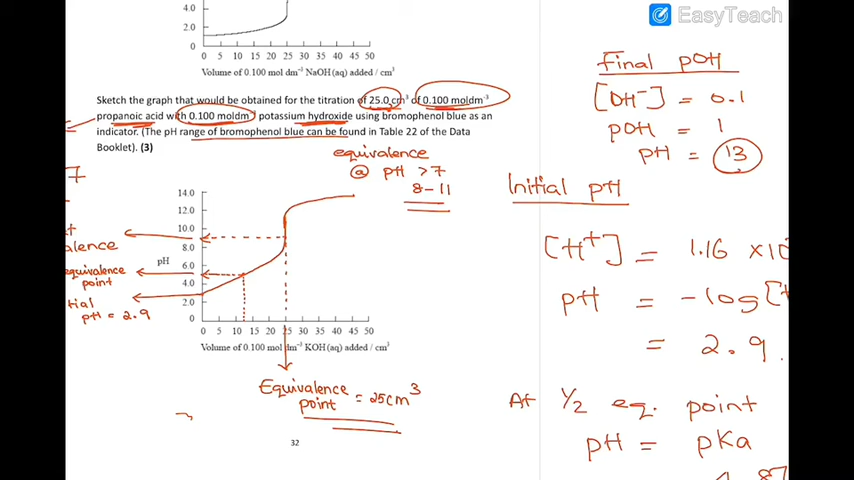 EasyTeach
4.0
2.0
0
0 5 10 15 20 25 30 35 40 45 50
Volume of 0.100 mol dm⁻³ NaOH (aq) added / cm³
Sketch the graph that would be obtained for the titration of 25.0 cm³ of 0.100 moldm⁻³
propanoic acid with 0.100 moldm⁻³ potassium hydroxide using bromophenol blue as an
indicator. (The pH range of bromophenol blue can be found in Table 22 of the Data
Booklet). (3)
equivalence
@ pH >7
8-11
7
14.0
12.0
10.0
8.0
pH
6.0
4.0
2.0
0
valence
equivalence
point
tial
pH = 2.9
0 5 10 15 20 25 30 35 40 45 50
Volume of 0.100 mol dm⁻³ KOH (aq) added / cm³
Equivalence
point = 25cm³
32
Final pOH
[OH⁻] = 0.1
pOH = 1
pH = 13
Initial pH
[H⁺] = 1.16 ×10
pH = -log[
= 2.9
At ½ eq. point
pH = pKa